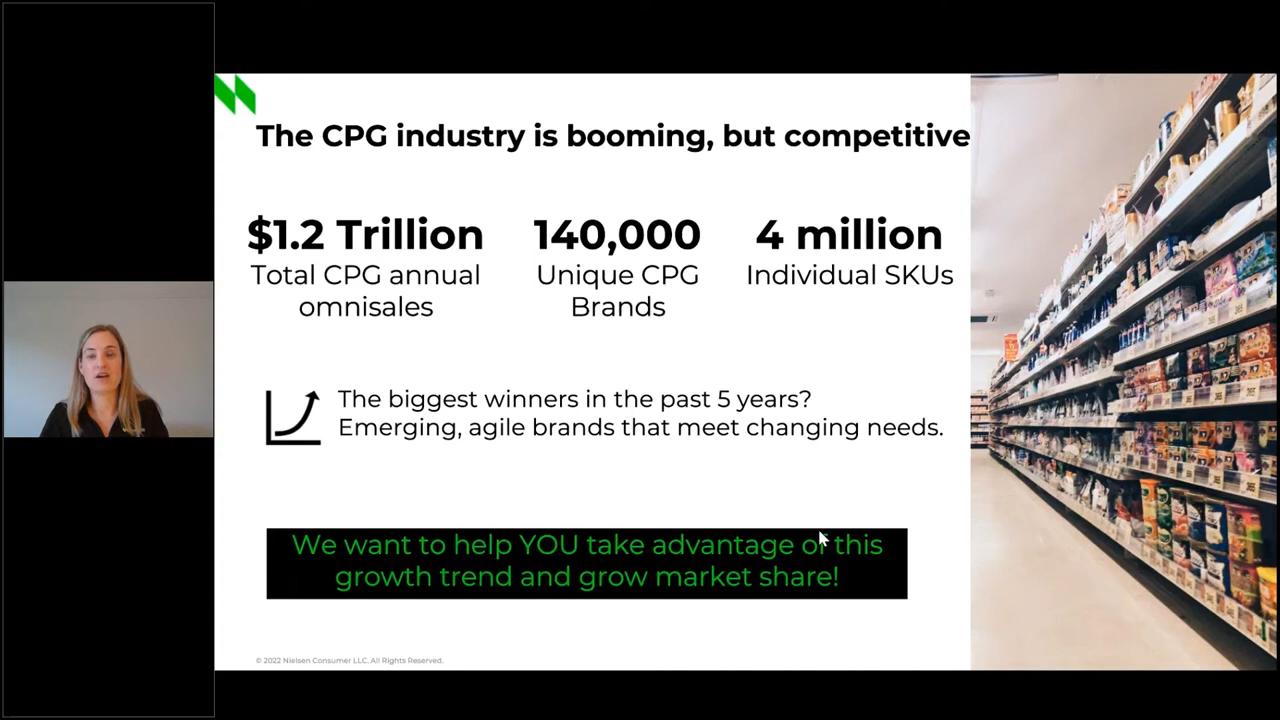 The CPG industry is booming, but competitive
$1.2 Trillion
Total CPG annual
omnisales
140,000
Unique CPG
Brands
4 million
Individual SKUs
The biggest winners in the past 5 years?
Emerging, agile brands that meet changing needs.
We want to help YOU take advantage of this
growth trend and grow market share!
© 2022 Nielsen Consumer LLC. All Rights Reserved.